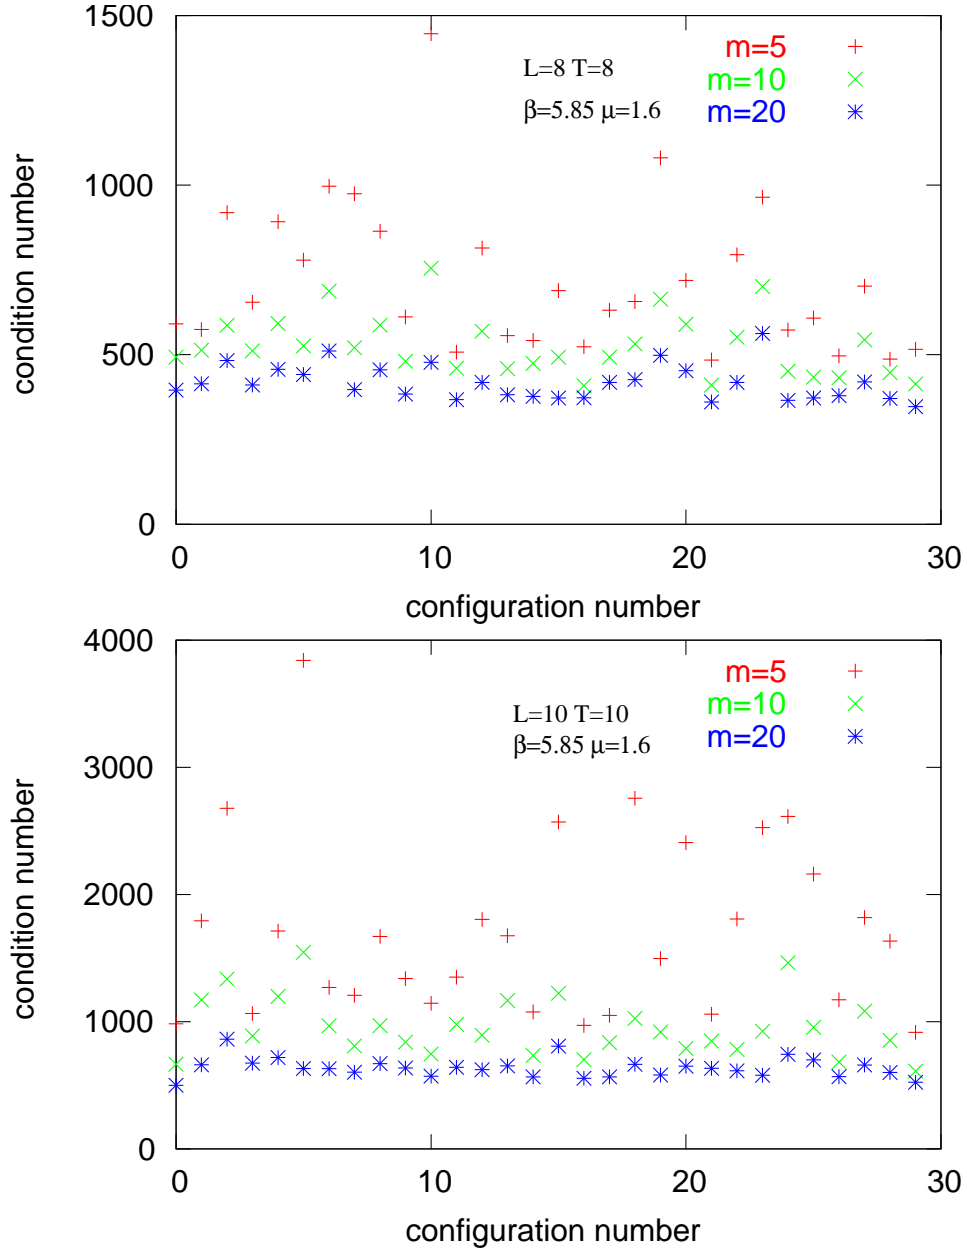 1500
m=5
L=8 T=8
m=10
β=5.85 μ=1.6
m=20
1000
condition number
500
0
0 10 20 30
configuration number
4000
m=5
m=10
L=10 T=10
m=20
β=5.85 μ=1.6
3000
condition number
2000
1000
0
0 10 20 30
configuration number